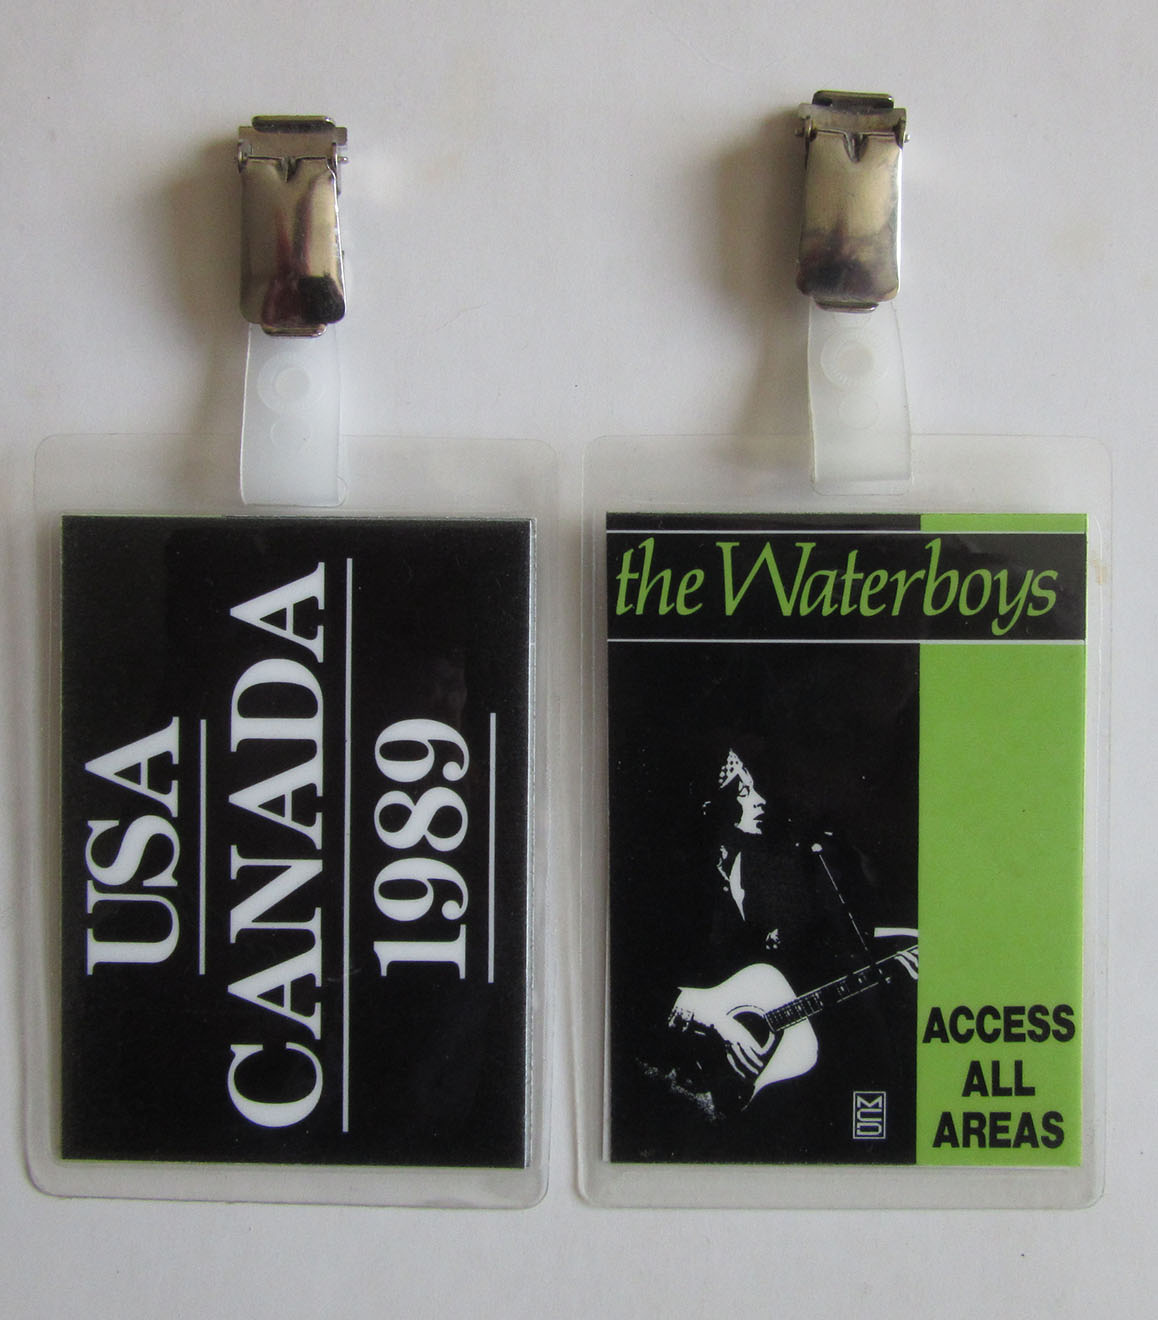 USA
CANADA
1989
the Waterboys
ACCESS
ALL
AREAS